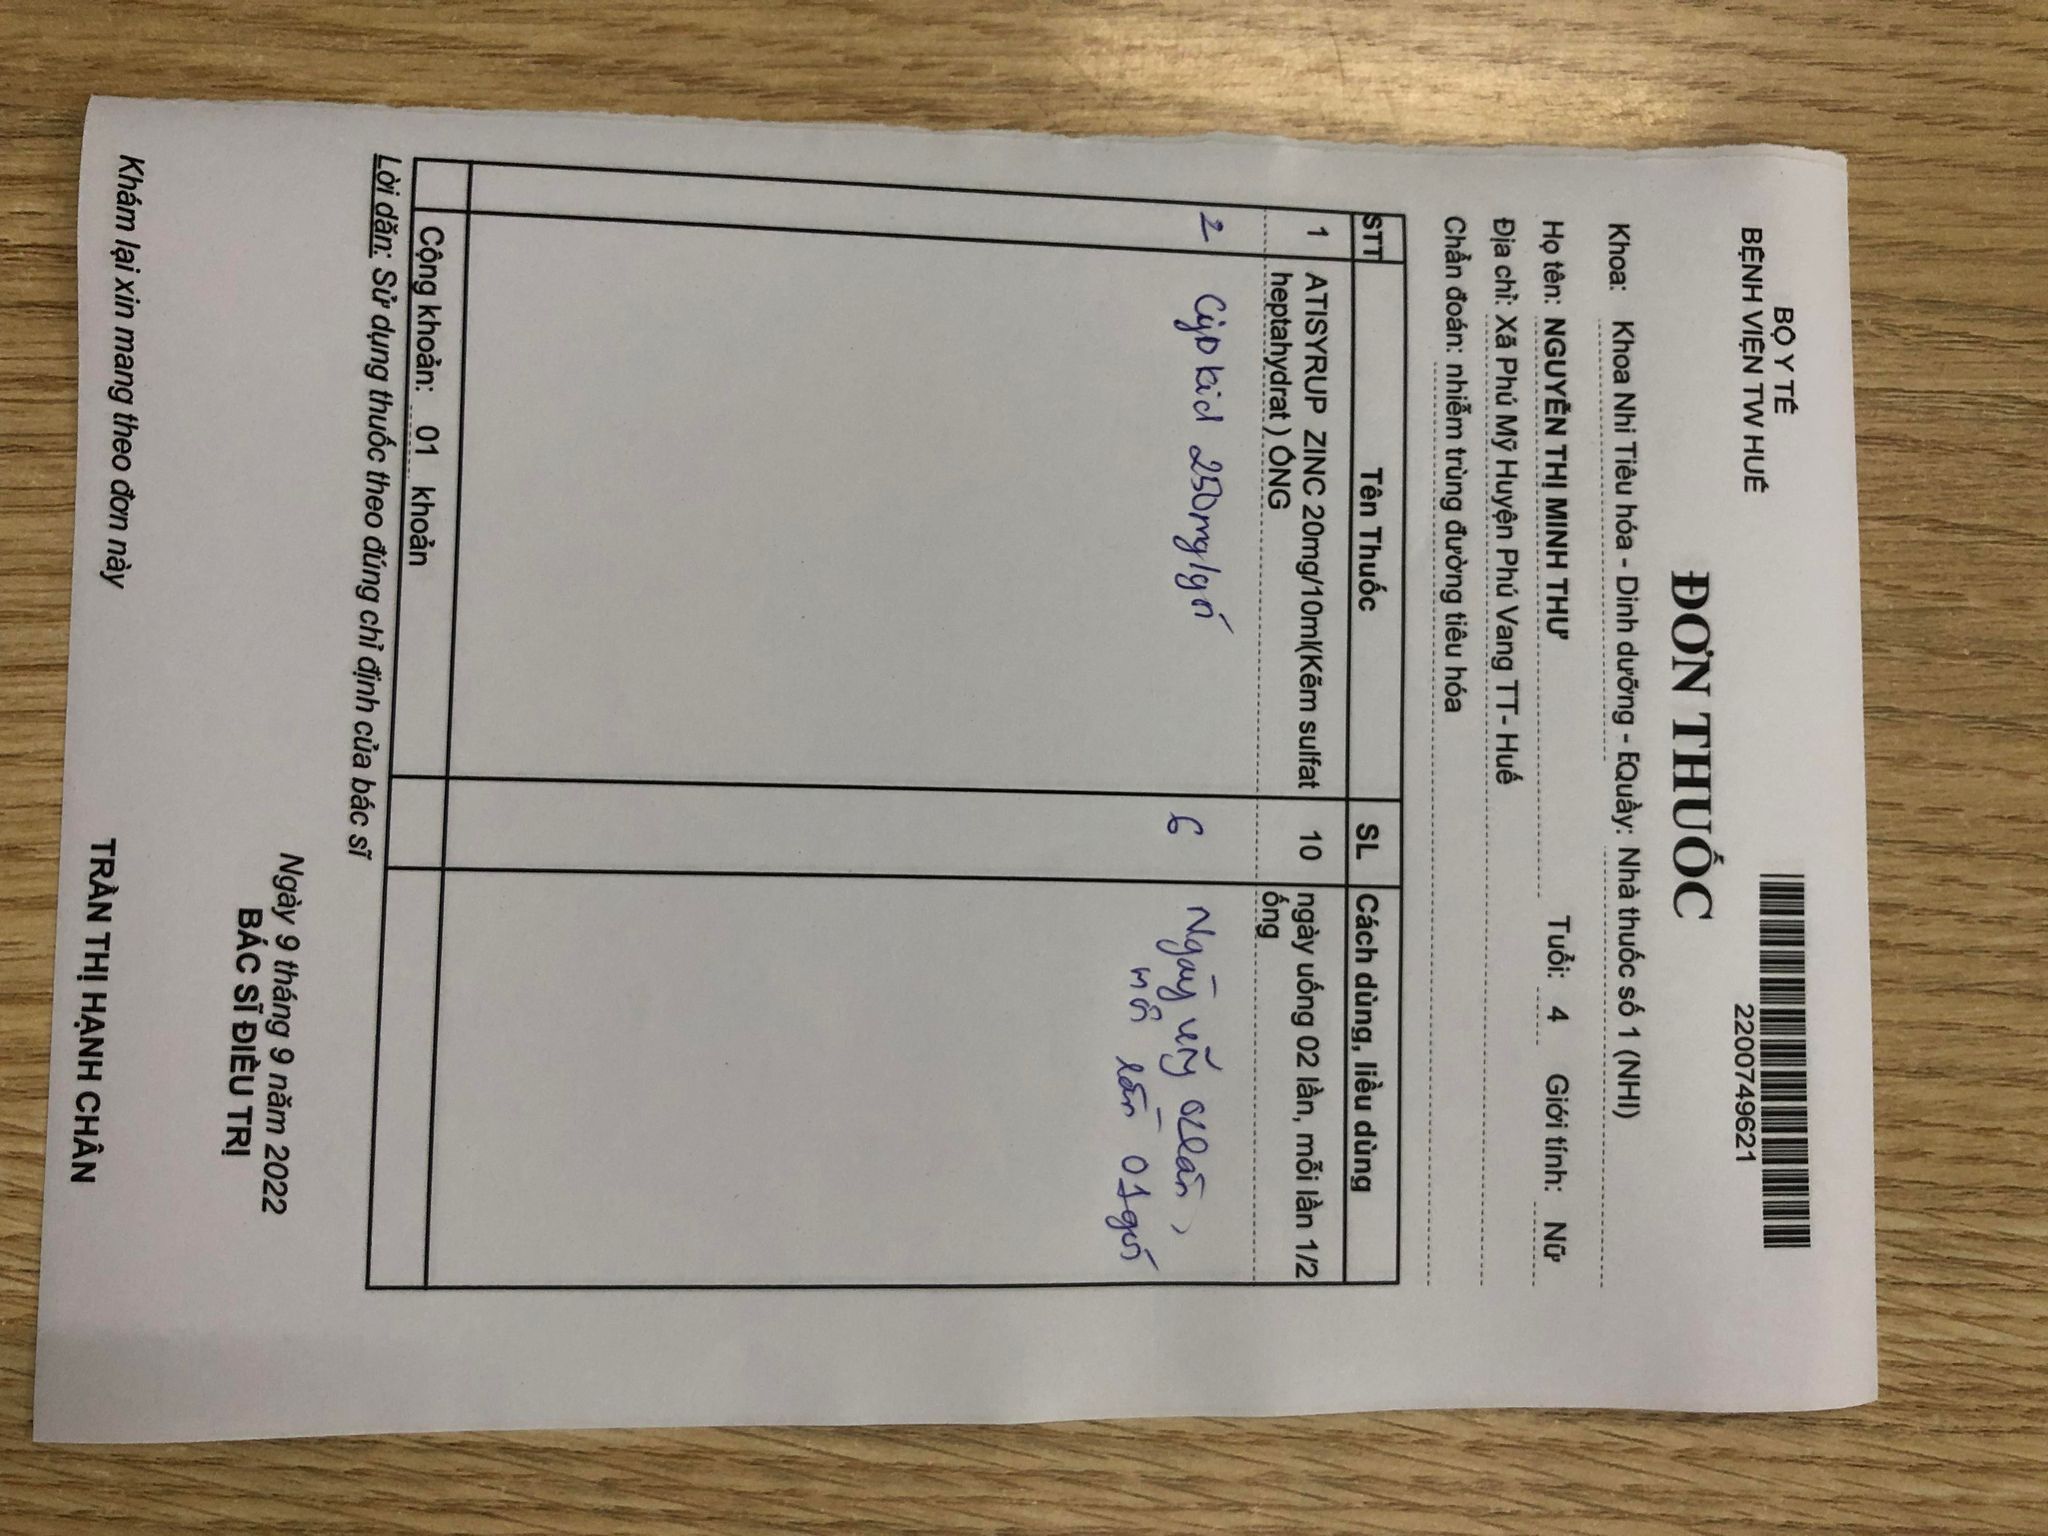 BỘ Y TẾ
BỆNH VIỆN TW HUẾ
2200749621
ĐƠN THUỐC
Khoa: Khoa Nhi Tiêu hóa - Dinh dưỡng - EQuầy: Nhà thuốc số 1 (NHI)
Họ tên: NGUYỄN THỊ MINH THƯ Tuổi: 4 Giới tính: Nữ
Địa chỉ: Xã Phú Mỹ Huyện Phú Vang TT- Huế
Chẩn đoán: nhiễm trùng đường tiêu hóa
STT Tên Thuốc SL Cách dùng, liều dùng
1 ATISYRUP ZINC 20mg/10ml(Kẽm sulfat 10 ngày uống 02 lần, mỗi lần 1/2
heptahydrat ) ỐNG ống
2 kid 250mg/gói 6 Ngày uống 02 lần,
mỗi lần 01 gói
Cộng khoản: 01 khoản
Lời dặn: Sử dụng thuốc theo đúng chỉ định của bác sĩ
Ngày 9 tháng 9 năm 2022
BÁC SĨ ĐIỀU TRỊ
Khám lại xin mang theo đơn này
TRẦN THỊ HẠNH CHÂN